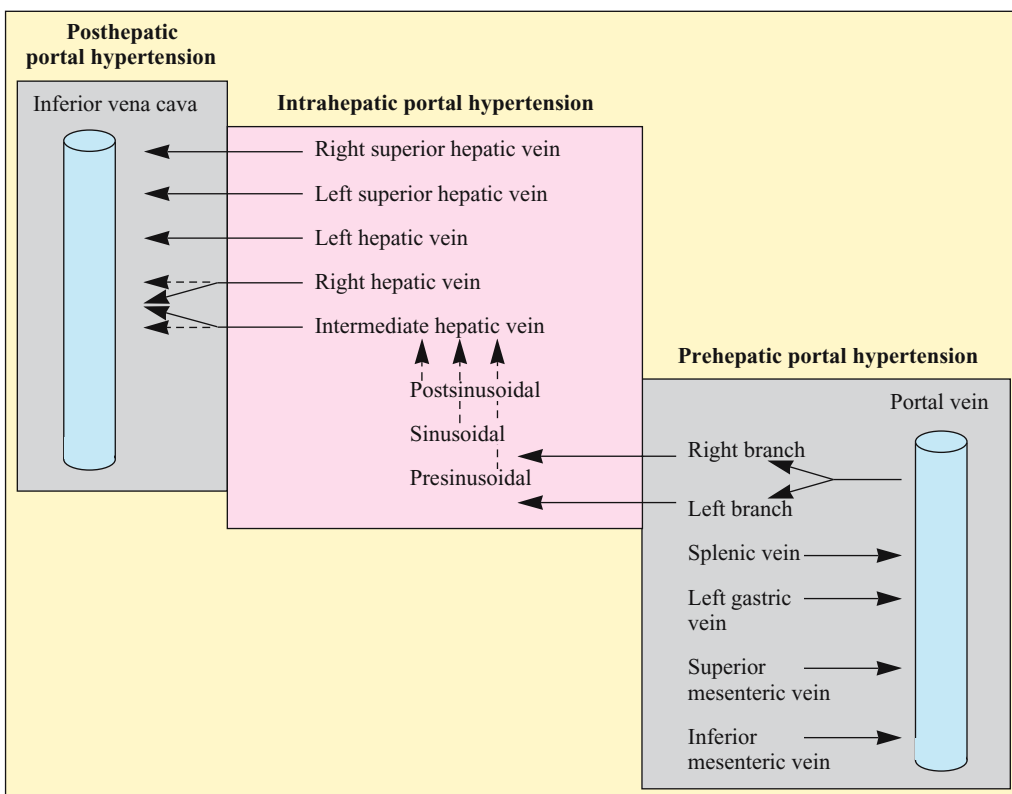 Posthepatic
portal hypertension
Inferior vena cava
Intrahepatic portal hypertension
Right superior hepatic vein
Left superior hepatic vein
Left hepatic vein
Right hepatic vein
Intermediate hepatic vein
Postsinusoidal
Sinusoidal
Presinusoidal
Prehepatic portal hypertension
Portal vein
Right branch
Left branch
Splenic vein
Left gastric
vein
Superior
mesenteric vein
Inferior
mesenteric vein